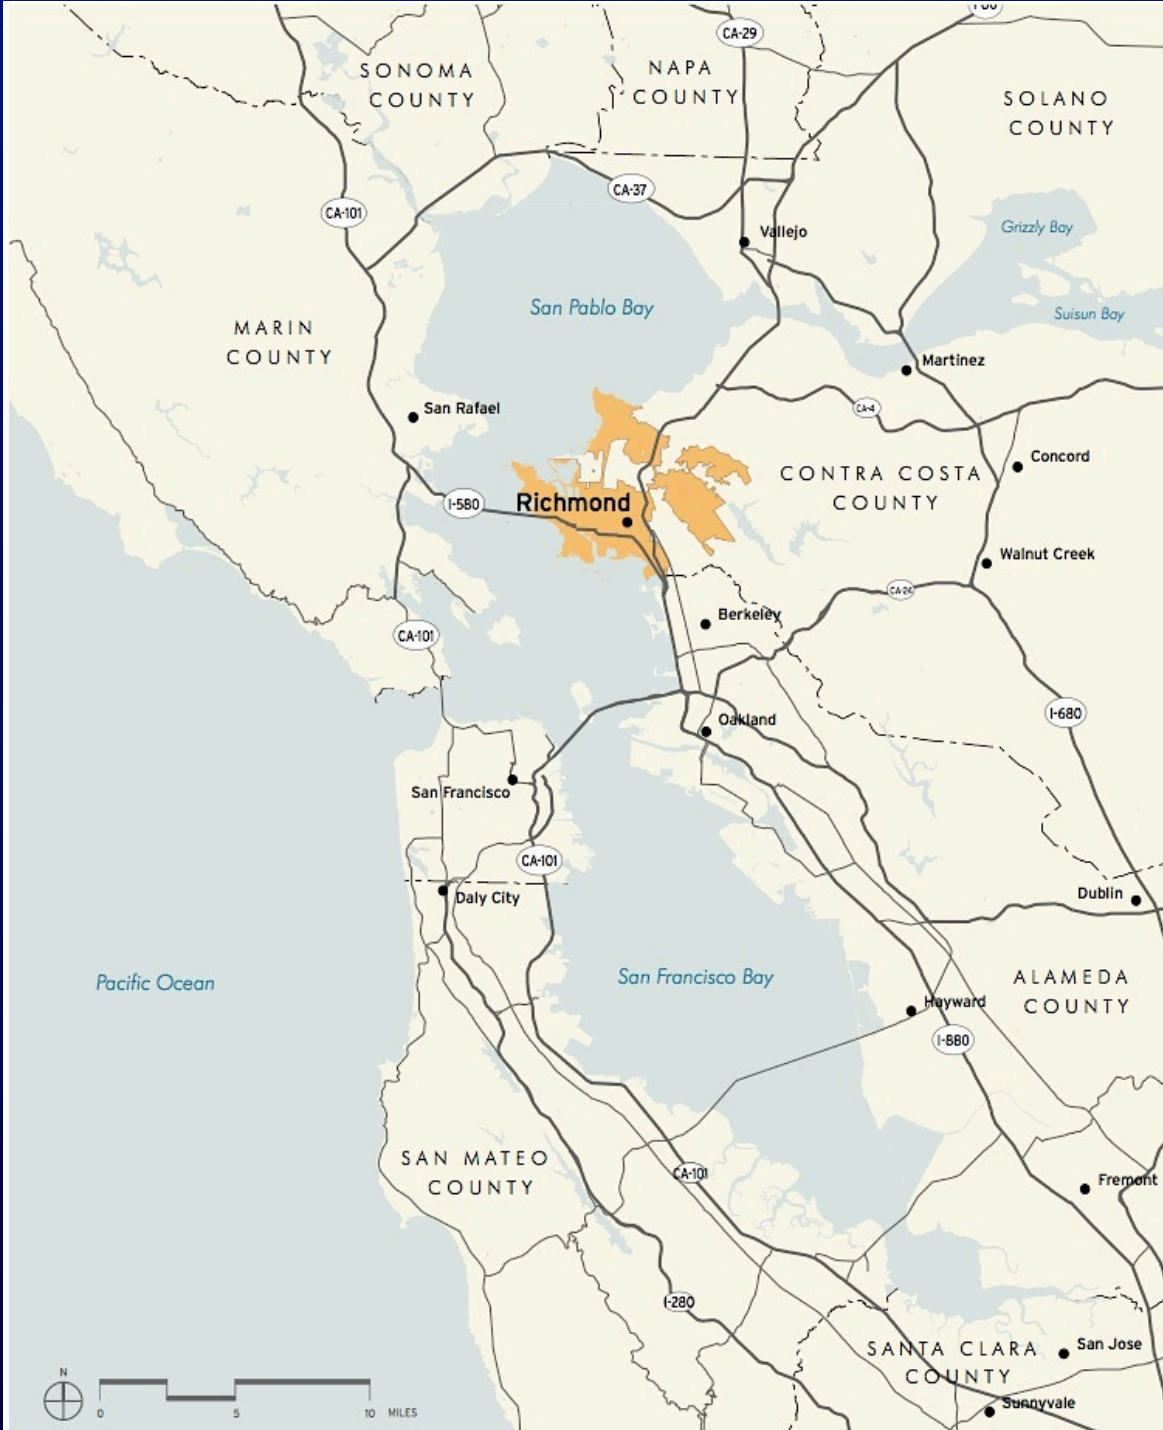 CA-29
SONOMA
COUNTY
NAPA
COUNTY
SOLANO
COUNTY
CA-37
CA-101
Vallejo
Grizzly Bay
San Pablo Bay
Suisun Bay
MARIN
COUNTY
Martinez
San Rafael
CA-4
Concord
CONTRA COSTA
COUNTY
I-580
Richmond
Walnut Creek
CA-24
Berkeley
CA-101
I-680
Oakland
San Francisco
CA-101
Dublin
Daly City
Pacific Ocean
San Francisco Bay
ALAMEDA
COUNTY
Hayward
I-880
SAN MATEO
COUNTY
CA-101
Fremont
I-280
SANTA CLARA
COUNTY
San Jose
Sunnyvale
N
0 5 10 MILES